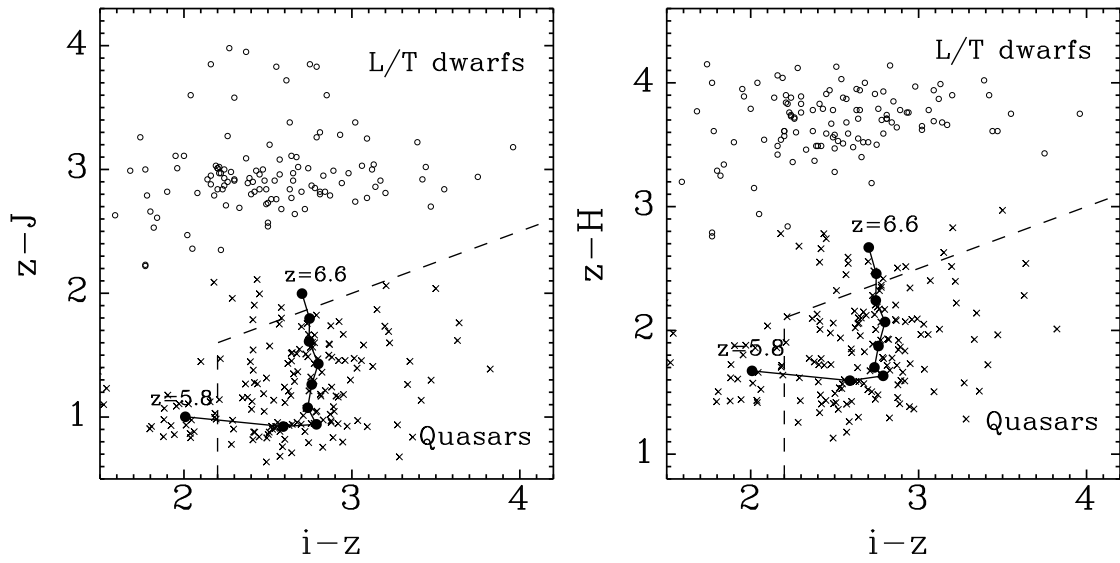 4
3
2
1
z−J
L/T dwarfs
z=6.6
z=5.8
Quasars
2 3 4
i−z
4
3
2
1
z−H
L/T dwarfs
z=6.6
z=5.8
Quasars
2 3 4
i−z